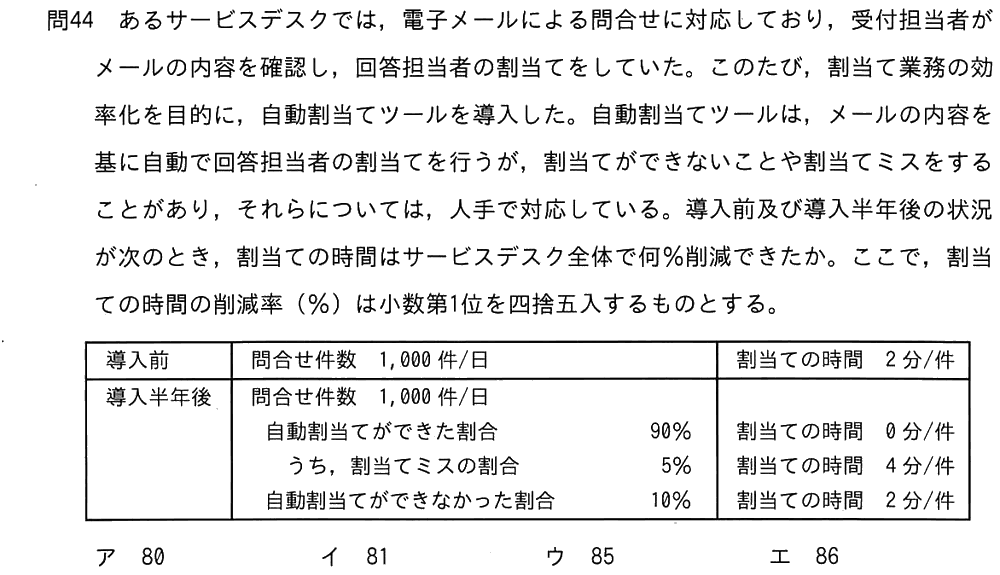 問44 あるサービスデスクでは，電子メールによる問合せに対応しており，受付担当者が
メールの内容を確認し，回答担当者の割当てをしていた。このたび，割当て業務の効
率化を目的に，自動割当てツールを導入した。自動割当てツールは，メールの内容を
基に自動で回答担当者の割当てを行うが，割当てができないことや割当てミスをする
ことがあり，それらについては，人手で対応している。導入前及び導入半年後の状況
が次のとき，割当ての時間はサービスデスク全体で何％削減できたか。ここで，割当
ての時間の削減率（％）は小数第1位を四捨五入するものとする。
導入前 問合せ件数 1,000 件/日 割当ての時間 2 分/件
導入半年後 問合せ件数 1,000 件/日
自動割当てができた割合 90% 割当ての時間 0 分/件
うち，割当てミスの割合 5% 割当ての時間 4 分/件
自動割当てができなかった割合 10% 割当ての時間 2 分/件
ア 80 イ 81 ウ 85 エ 86